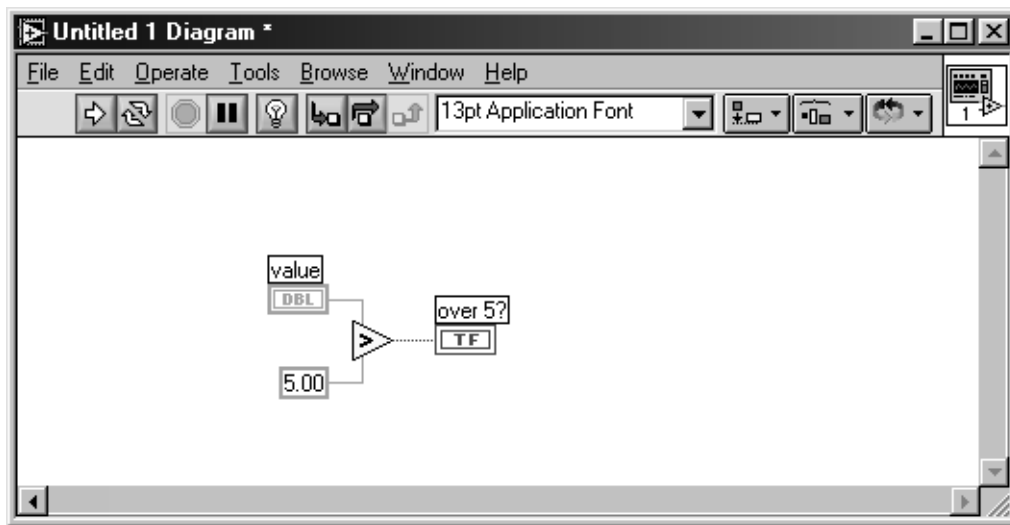 Untitled 1 Diagram *
File Edit Operate Tools Browse Window Help
13pt Application Font
1
value
DBL
over 5?
>
TF
5.00